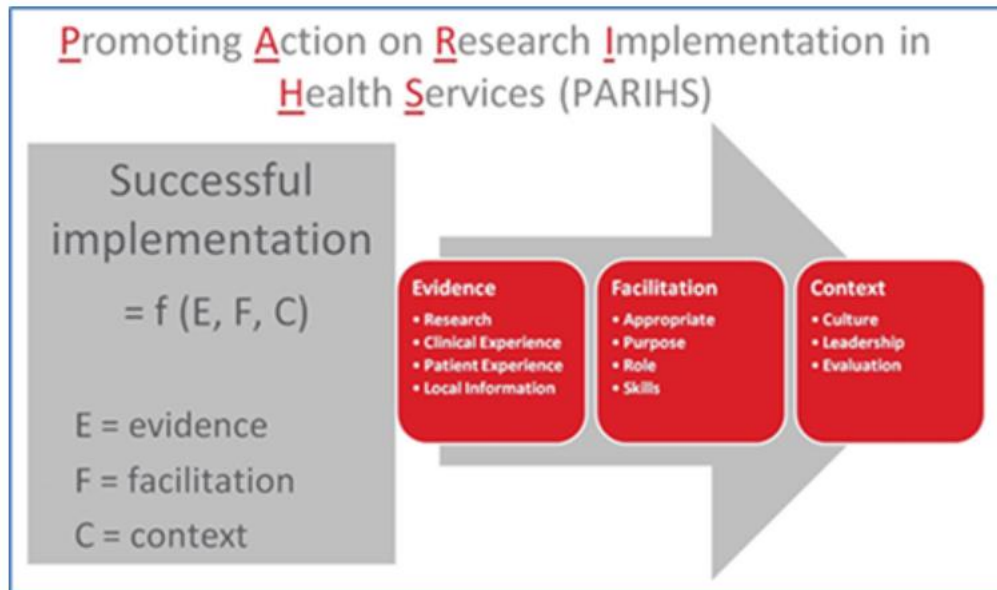 Promoting Action on Research Implementation in
Health Services (PARIHS)
Successful
implementation
= f (E, F, C)
E = evidence
F = facilitation
C = context
Evidence
• Research
• Clinical Experience
• Patient Experience
• Local Information
Facilitation
• Appropriate
• Purpose
• Role
• Skills
Context
• Culture
• Leadership
• Evaluation